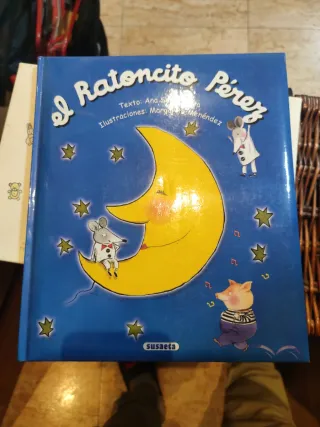 el Ratoncito Pérez
Texto: Ana
Ilustraciones: Menéndez
susaeta